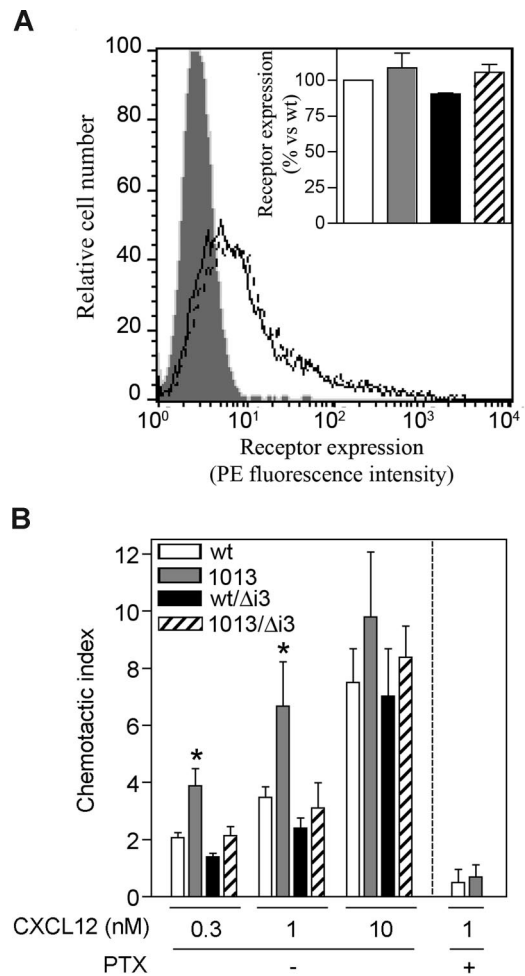 A
Relative cell number
100
80
60
40
20
0
10⁰ 10¹ 10² 10³ 10⁴
Receptor expression
(PE fluorescence intensity)
Receptor expression
(% vs wt)
100
75
50
25
0
B
Chemotactic index
12
10
8
6
4
2
0
wt
1013
wt/Δi3
1013/Δi3
*
*
CXCL12 (nM) 0.3 1 10 1
PTX - +